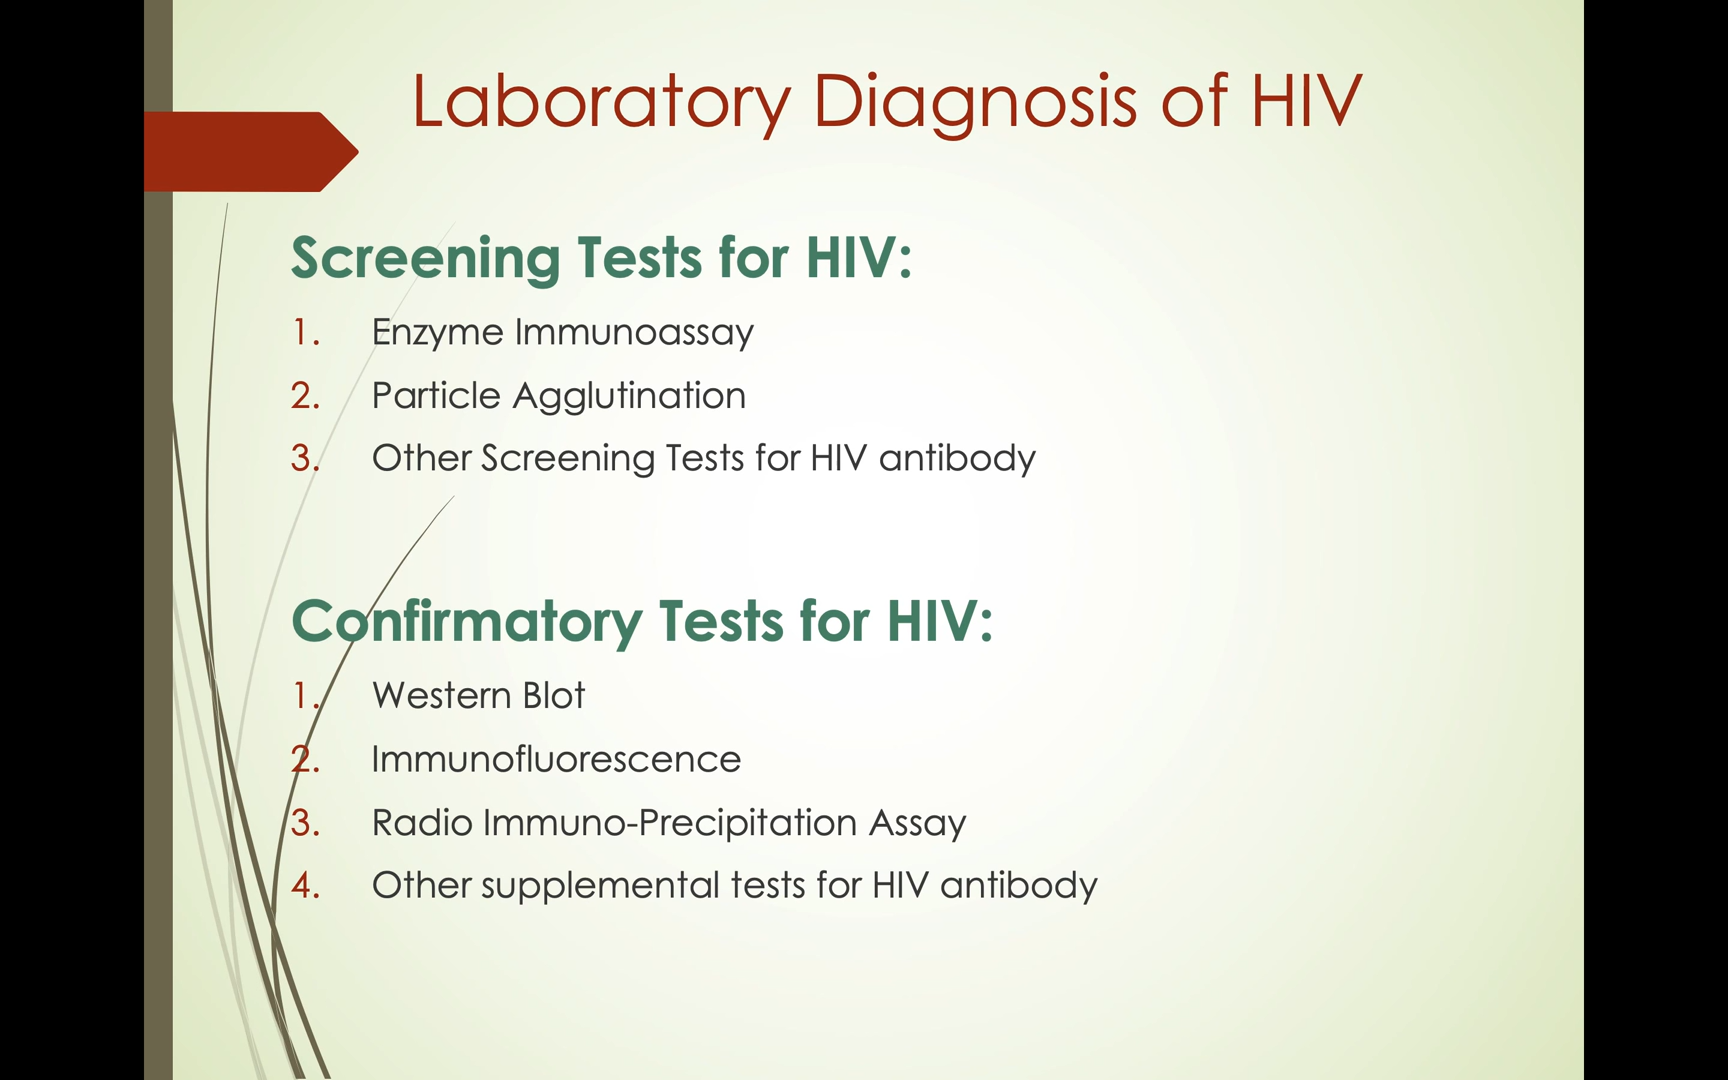 Laboratory Diagnosis of HIV
Screening Tests for HIV:
1. Enzyme Immunoassay
2. Particle Agglutination
3. Other Screening Tests for HIV antibody
Confirmatory Tests for HIV:
1. Western Blot
2. Immunofluorescence
3. Radio Immuno-Precipitation Assay
4. Other supplemental tests for HIV antibody